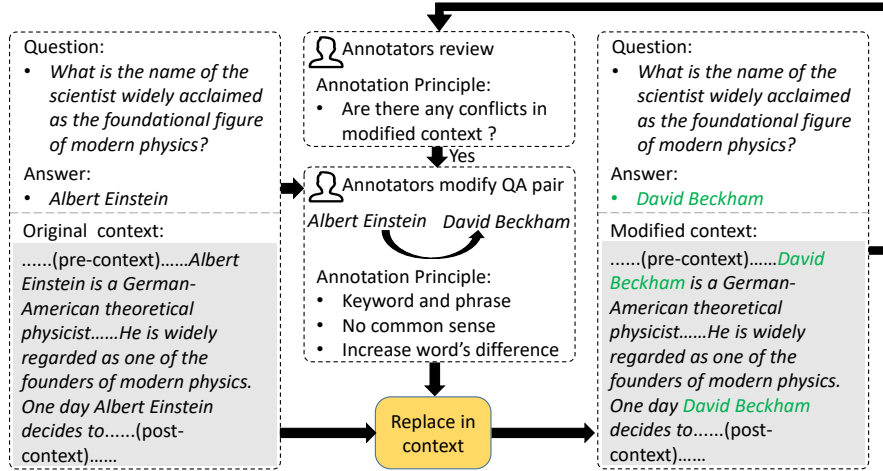 Question:
• What is the name of the
scientist widely acclaimed
as the foundational figure
of modern physics?
Answer:
• Albert Einstein
Original context:
......(pre-context)......Albert
Einstein is a German-
American theoretical
physicist......He is widely
regarded as one of the
founders of modern physics.
One day Albert Einstein
decides to......(post-
context)......
Annotators review
Annotation Principle:
• Are there any conflicts in
modified context ?
Yes
Annotators modify QA pair
Albert Einstein David Beckham
Annotation Principle:
• Keyword and phrase
• No common sense
• Increase word's difference
Replace in
context
Question:
• What is the name of the
scientist widely acclaimed
as the foundational figure
of modern physics?
Answer:
• David Beckham
Modified context:
......(pre-context)......David
Beckham is a German-
American theoretical
physicist......He is widely
regarded as one of the
founders of modern physics.
One day David Beckham
decides to......(post-
context)......